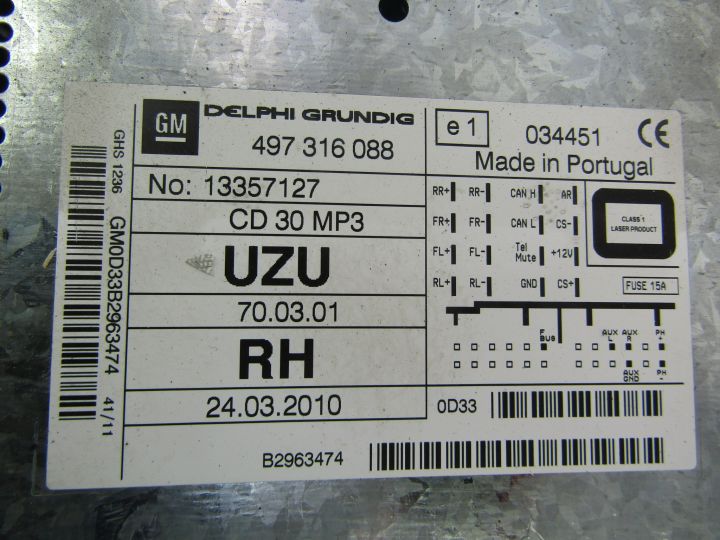 GM DELPHI GRUNDIG
497 316 088
e 1 034451 CE
Made in Portugal
No: 13357127
CD 30 MP3
UZU
70.03.01
RH
24.03.2010
RR+ RR- CAN H AR
FR+ FR- CAN L CS-
FL+ FL- Tel Mute +12V
RL+ RL- GND CS+
CLASS 1
LASER PRODUCT
FUSE 15A
F BUS AUX L AUX R PH +
AUX GND PH -
0D33
B2963474
GHS 1236
GM0D33B2963474
41/11